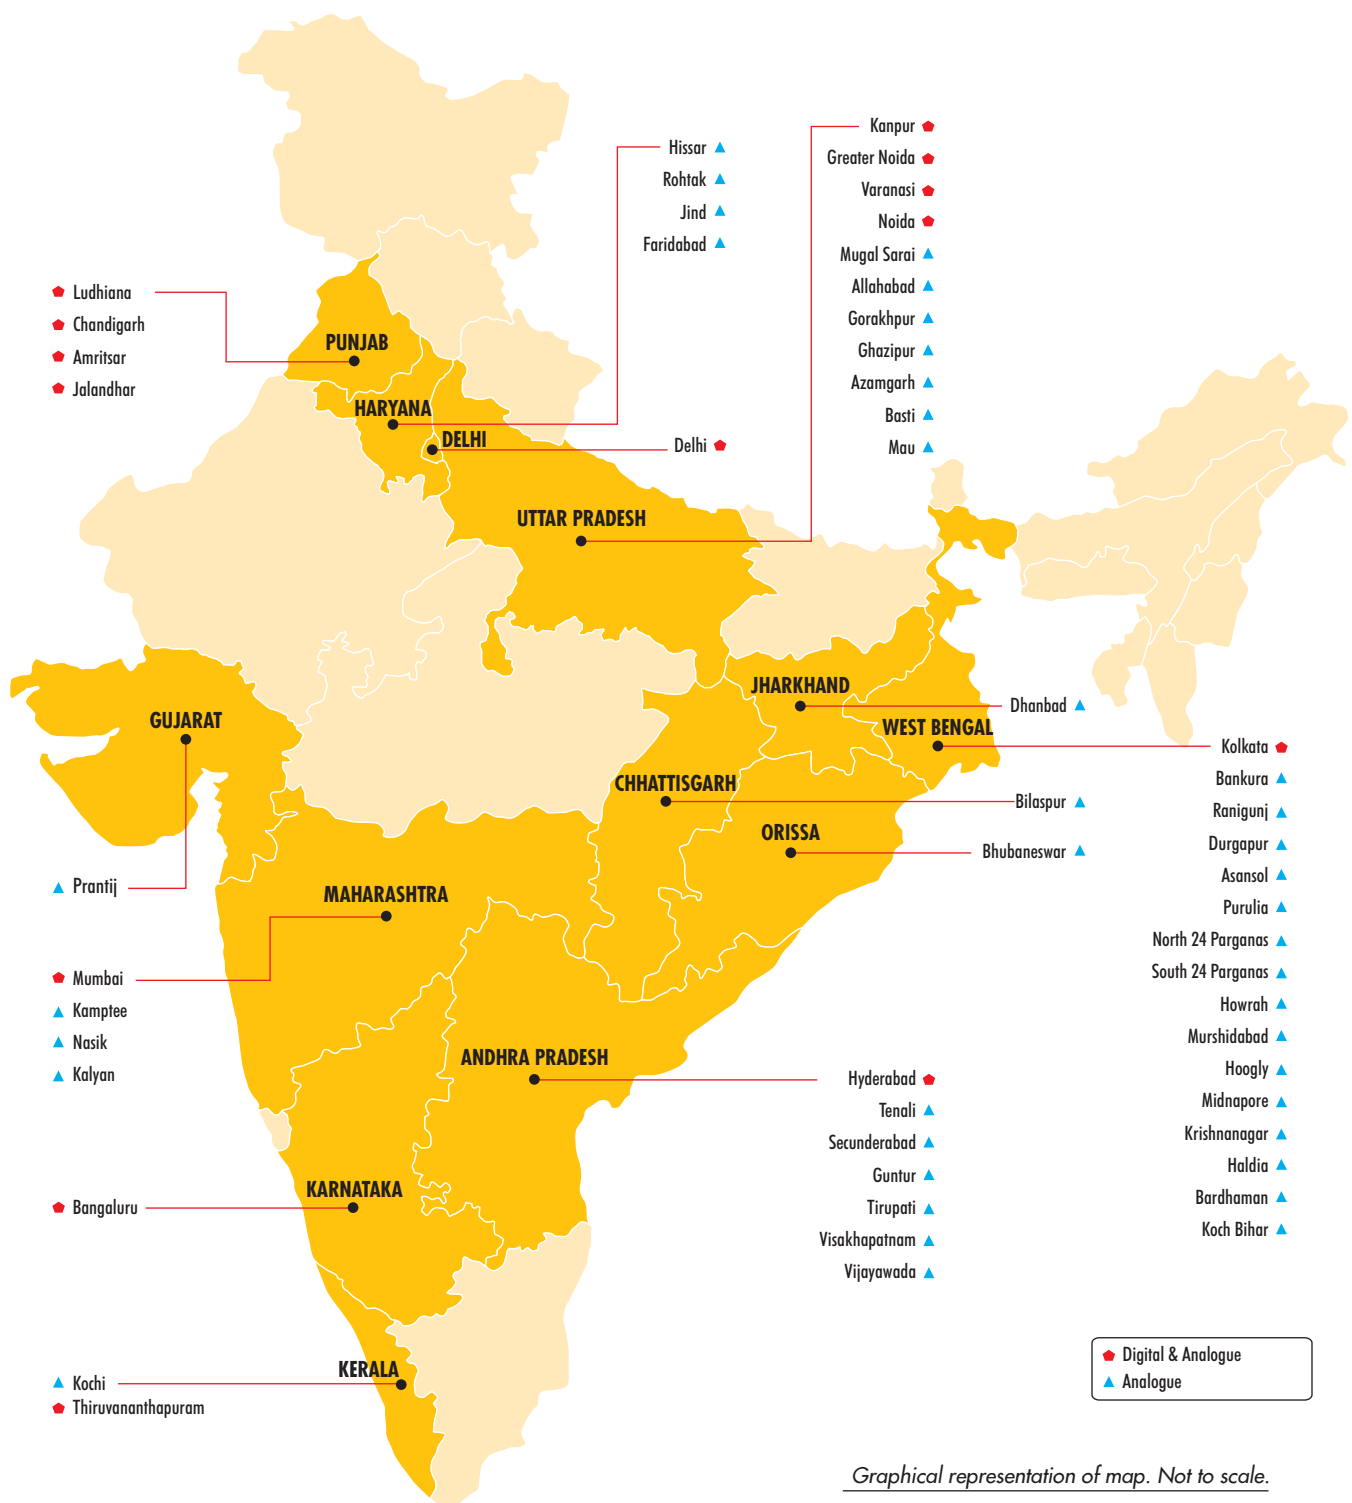 Kanpur
Greater Noida
Varanasi
Noida
Mugal Sarai
Allahabad
Gorakhpur
Ghazipur
Azamgarh
Basti
Mau
Hissar
Rohtak
Jind
Faridabad
Ludhiana
Chandigarh
Amritsar
Jalandhar
PUNJAB
HARYANA
DELHI
Delhi
UTTAR PRADESH
JHARKHAND
Dhanbad
GUJARAT
WEST BENGAL
Kolkata
Bankura
Ranigunj
Durgapur
Asansol
Purulia
North 24 Parganas
South 24 Parganas
Howrah
Murshidabad
Hoogly
Midnapore
Krishnanagar
Haldia
Bardhaman
Koch Bihar
CHHATTISGARH
Bilaspur
ORISSA
Bhubaneswar
Prantij
MAHARASHTRA
Mumbai
Kamptee
Nasik
Kalyan
ANDHRA PRADESH
Hyderabad
Tenali
Secunderabad
Guntur
Tirupati
Visakhapatnam
Vijayawada
KARNATAKA
Bangaluru
KERALA
Kochi
Thiruvananthapuram
Digital & Analogue
Analogue
Graphical representation of map. Not to scale.